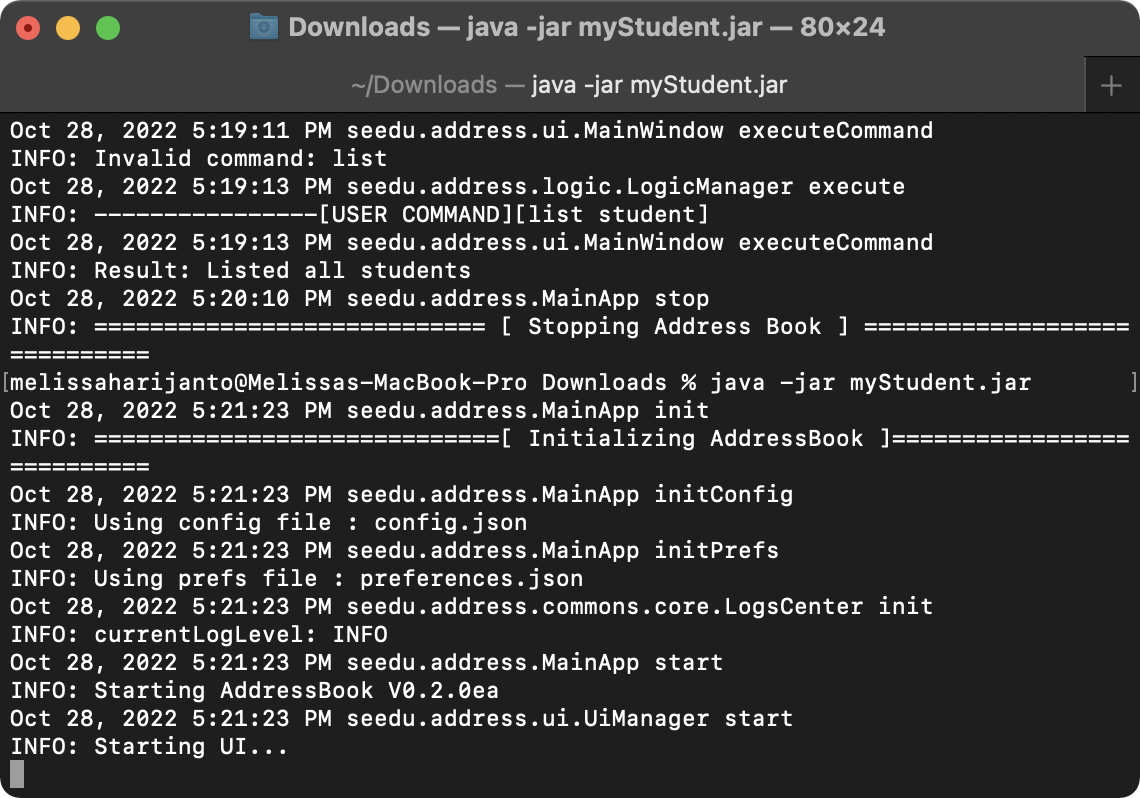 Downloads — java -jar myStudent.jar — 80×24
~/Downloads — java -jar myStudent.jar
+
Oct 28, 2022 5:19:11 PM seedu.address.ui.MainWindow executeCommand
INFO: Invalid command: list
Oct 28, 2022 5:19:13 PM seedu.address.logic.LogicManager execute
INFO: ----------------[USER COMMAND][list student]
Oct 28, 2022 5:19:13 PM seedu.address.ui.MainWindow executeCommand
INFO: Result: Listed all students
Oct 28, 2022 5:20:10 PM seedu.address.MainApp stop
INFO: ============================ [ Stopping Address Book ] ===================
==========
[melissaharijanto@Melissas-MacBook-Pro Downloads % java -jar myStudent.jar       ]
Oct 28, 2022 5:21:23 PM seedu.address.MainApp init
INFO: =============================[ Initializing AddressBook ]=================
==========
Oct 28, 2022 5:21:23 PM seedu.address.MainApp initConfig
INFO: Using config file : config.json
Oct 28, 2022 5:21:23 PM seedu.address.MainApp initPrefs
INFO: Using prefs file : preferences.json
Oct 28, 2022 5:21:23 PM seedu.address.commons.core.LogsCenter init
INFO: currentLogLevel: INFO
Oct 28, 2022 5:21:23 PM seedu.address.MainApp start
INFO: Starting AddressBook V0.2.0ea
Oct 28, 2022 5:21:23 PM seedu.address.ui.UiManager start
INFO: Starting UI...